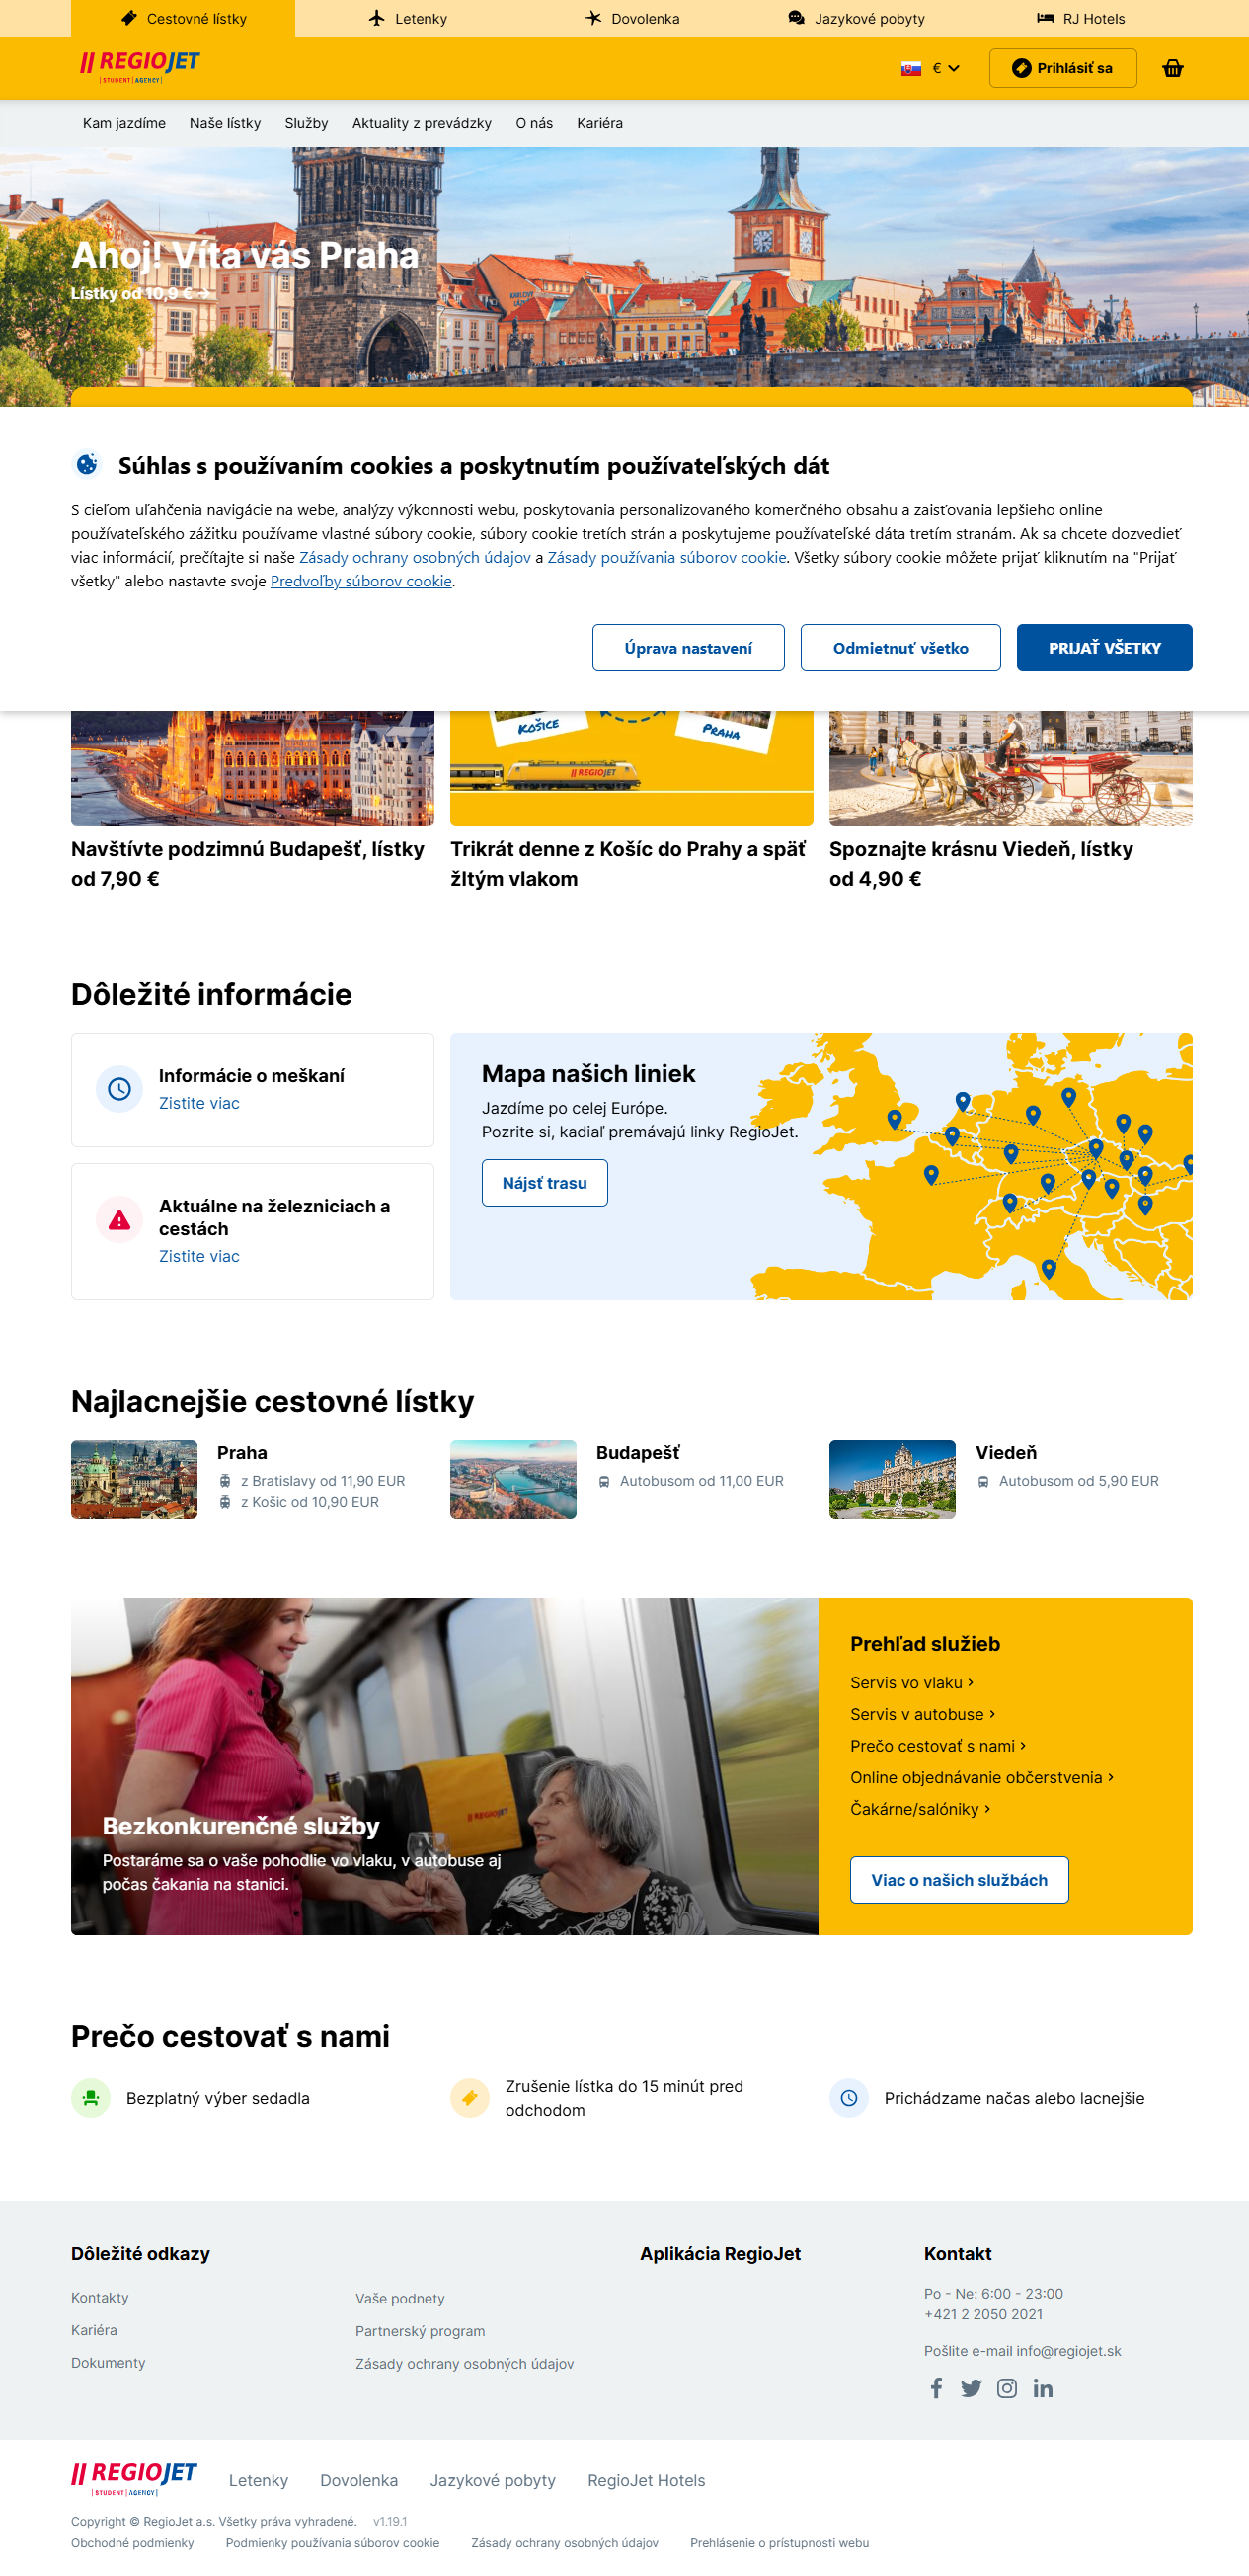 Cestovné lístky
Letenky
Dovolenka
Jazykové pobyty
RJ Hotels
REGIOJET
STUDENT AGENCY
€
Prihlásiť sa
Kam jazdíme
Naše lístky
Služby
Aktuality z prevádzky
O nás
Kariéra
Ahoj! Víta vás Praha
Lístky od 10,9 € →
Súhlas s používaním cookies a poskytnutím používateľských dát
S cieľom uľahčenia navigácie na webe, analýzy výkonnosti webu, poskytovania personalizovaného komerčného obsahu a zaisťovania lepšieho online
používateľského zážitku používame vlastné súbory cookie, súbory cookie tretích strán a poskytujeme používateľské dáta tretím stranám. Ak sa chcete dozvedieť
viac informácií, prečítajte si naše Zásady ochrany osobných údajov a Zásady používania súborov cookie. Všetky súbory cookie môžete prijať kliknutím na "Prijať
všetky" alebo nastavte svoje Predvoľby súborov cookie.
Úprava nastavení
Odmietnuť všetko
PRIJAŤ VŠETKY
KOŠICE
PRAHA
REGIOJET
Navštívte podzimnú Budapešť, lístky
od 7,90 €
Trikrát denne z Košíc do Prahy a späť
žltým vlakom
Spoznajte krásnu Viedeň, lístky
od 4,90 €
Dôležité informácie
Informácie o meškaní
Zistite viac
Aktuálne na železniciach a
cestách
Zistite viac
Mapa našich liniek
Jazdíme po celej Európe.
Pozrite si, kadiaľ premávajú linky RegioJet.
Nájsť trasu
Najlacnejšie cestovné lístky
Praha
z Bratislavy od 11,90 EUR
z Košic od 10,90 EUR
Budapešť
Autobusom od 11,00 EUR
Viedeň
Autobusom od 5,90 EUR
REGIOJET
Bezkonkurenčné služby
Postaráme sa o vaše pohodlie vo vlaku, v autobuse aj
počas čakania na stanici.
Prehľad služieb
Servis vo vlaku
Servis v autobuse
Prečo cestovať s nami
Online objednávanie občerstvenia
Čakárne/salóniky
Viac o našich službách
Prečo cestovať s nami
Bezplatný výber sedadla
Zrušenie lístka do 15 minút pred
odchodom
Prichádzame načas alebo lacnejšie
Dôležité odkazy
Kontakty
Kariéra
Dokumenty
Vaše podnety
Partnerský program
Zásady ochrany osobných údajov
Aplikácia RegioJet
Kontakt
Po - Ne: 6:00 - 23:00
+421 2 2050 2021
Pošlite e-mail info@regiojet.sk
REGIOJET
STUDENT AGENCY
Letenky
Dovolenka
Jazykové pobyty
RegioJet Hotels
Copyright © RegioJet a.s. Všetky práva vyhradené.
v1.19.1
Obchodné podmienky
Podmienky používania súborov cookie
Zásady ochrany osobných údajov
Prehlásenie o prístupnosti webu